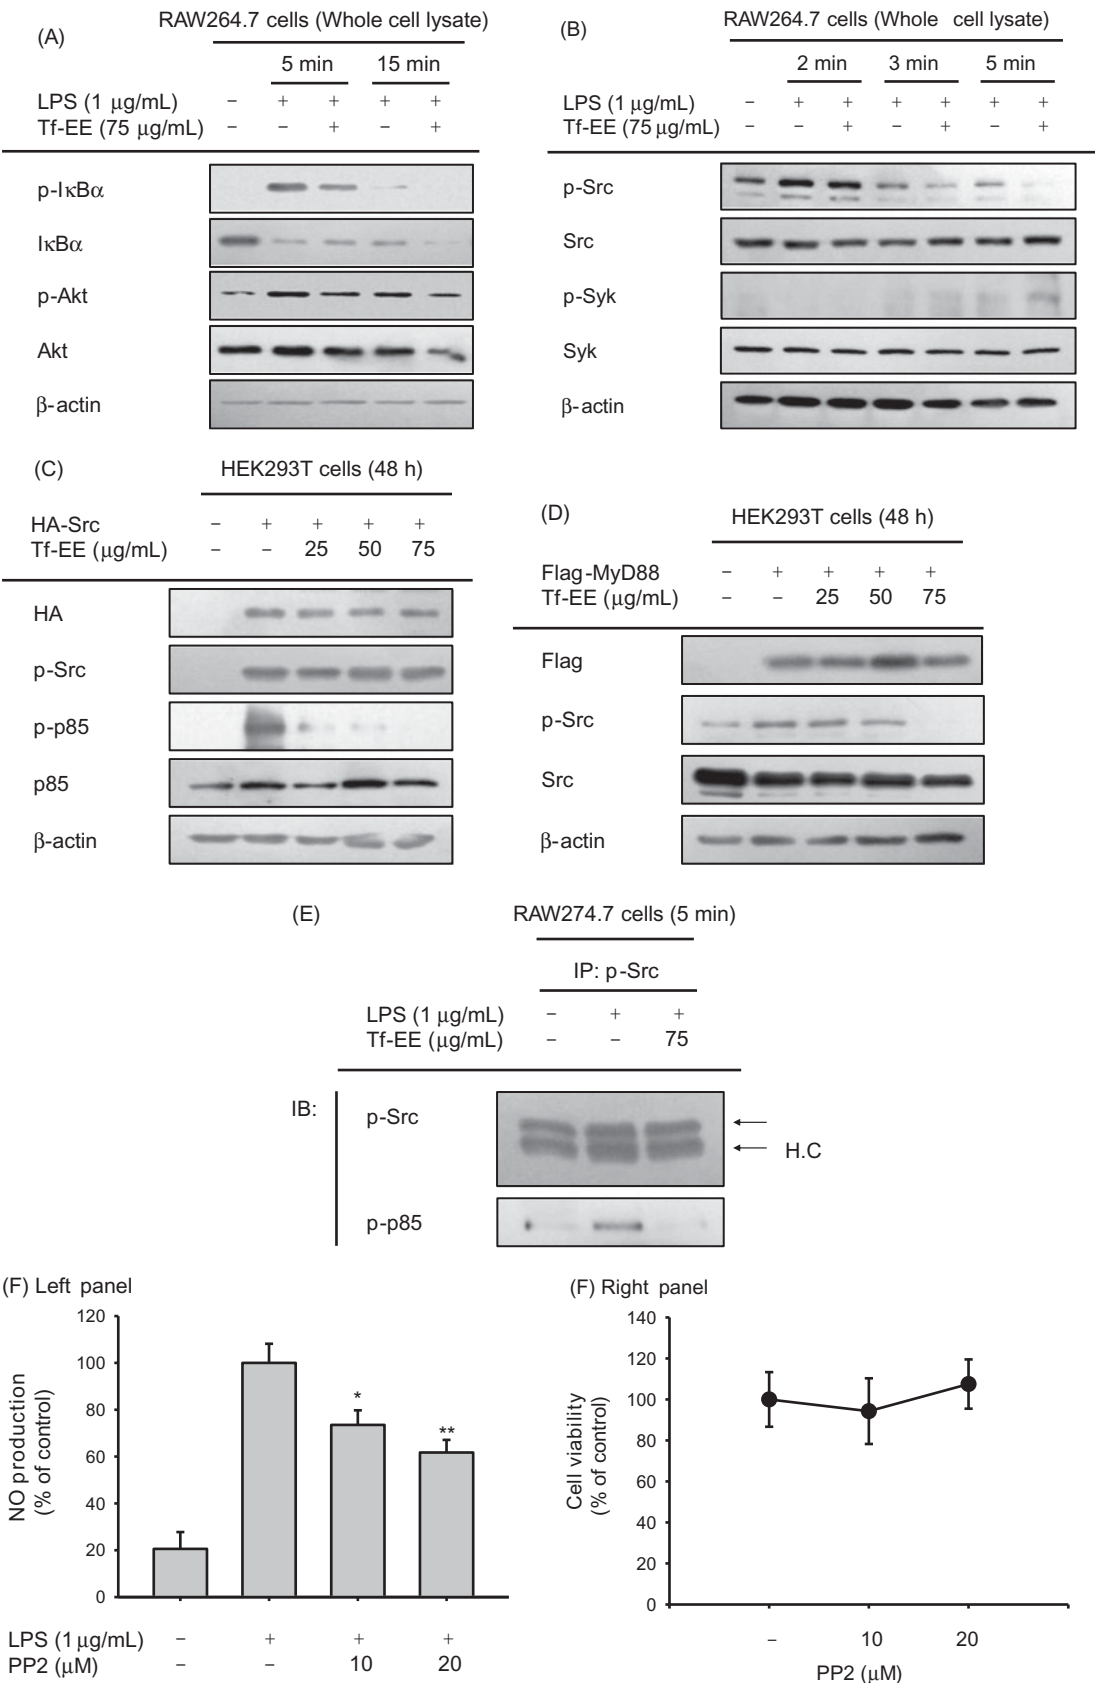 (A)
RAW264.7 cells (Whole cell lysate)
5 min 15 min
LPS (1 μg/mL) − + + + +
Tf-EE (75 μg/mL) − − + − +
p-IκBα
IκBα
p-Akt
Akt
β-actin
(B)
RAW264.7 cells (Whole cell lysate)
2 min 3 min 5 min
LPS (1 μg/mL) − + + + + + +
Tf-EE (75 μg/mL) − − + − + − +
p-Src
Src
p-Syk
Syk
β-actin
(C)
HEK293T cells (48 h)
HA-Src − + + + +
Tf-EE (μg/mL) − − 25 50 75
HA
p-Src
p-p85
p85
β-actin
(D)
HEK293T cells (48 h)
Flag-MyD88 − + + + +
Tf-EE (μg/mL) − − 25 50 75
Flag
p-Src
Src
β-actin
(E)
RAW274.7 cells (5 min)
IP: p-Src
LPS (1 μg/mL) − + +
Tf-EE (μg/mL) − − 75
IB:
p-Src
H.C
p-p85
(F) Left panel
NO production
(% of control)
120
100
80
60
40
20
0
*
**
LPS (1 μg/mL) − + + +
PP2 (μM) − − 10 20
(F) Right panel
Cell viability
(% of control)
140
120
100
80
60
40
20
0
− 10 20
PP2 (μM)